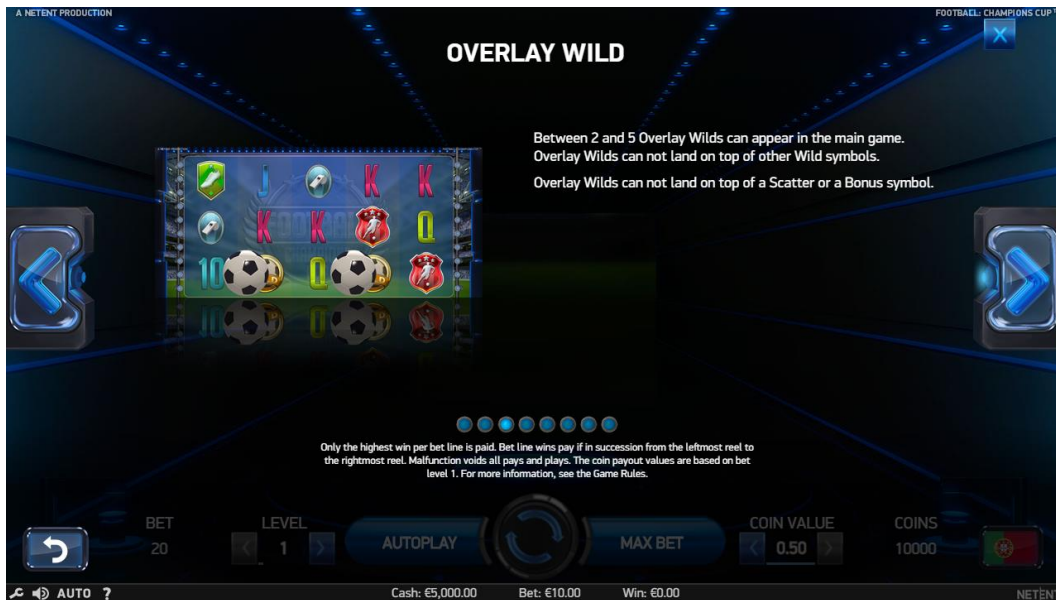 A NETENT PRODUCTION
FOOTBALL: CHAMPIONS CUP
X
OVERLAY WILD
Between 2 and 5 Overlay Wilds can appear in the main game.
Overlay Wilds can not land on top of other Wild symbols.
Overlay Wilds can not land on top of a Scatter or a Bonus symbol.
J K K
K K Q
10 Q
Only the highest win per bet line is paid. Bet line wins pay if in succession from the leftmost reel to
the rightmost reel. Malfunction voids all pays and plays. The coin payout values are based on bet
level 1. For more information, see the Game Rules.
BET
20
LEVEL
1
AUTOPLAY
MAX BET
COIN VALUE
0.50
COINS
10000
AUTO ?
Cash: €5,000.00 Bet: €10.00 Win: €0.00
NETENT